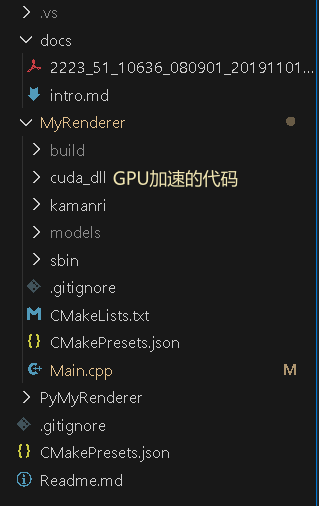 .vs
docs
2223_51_10636_080901_20191101...
intro.md
MyRenderer
build
cuda_dll GPU加速的代码
kamanri
models
sbin
.gitignore
CMakeLists.txt
CMakePresets.json
Main.cpp M
PyMyRenderer
.gitignore
CMakePresets.json
Readme.md